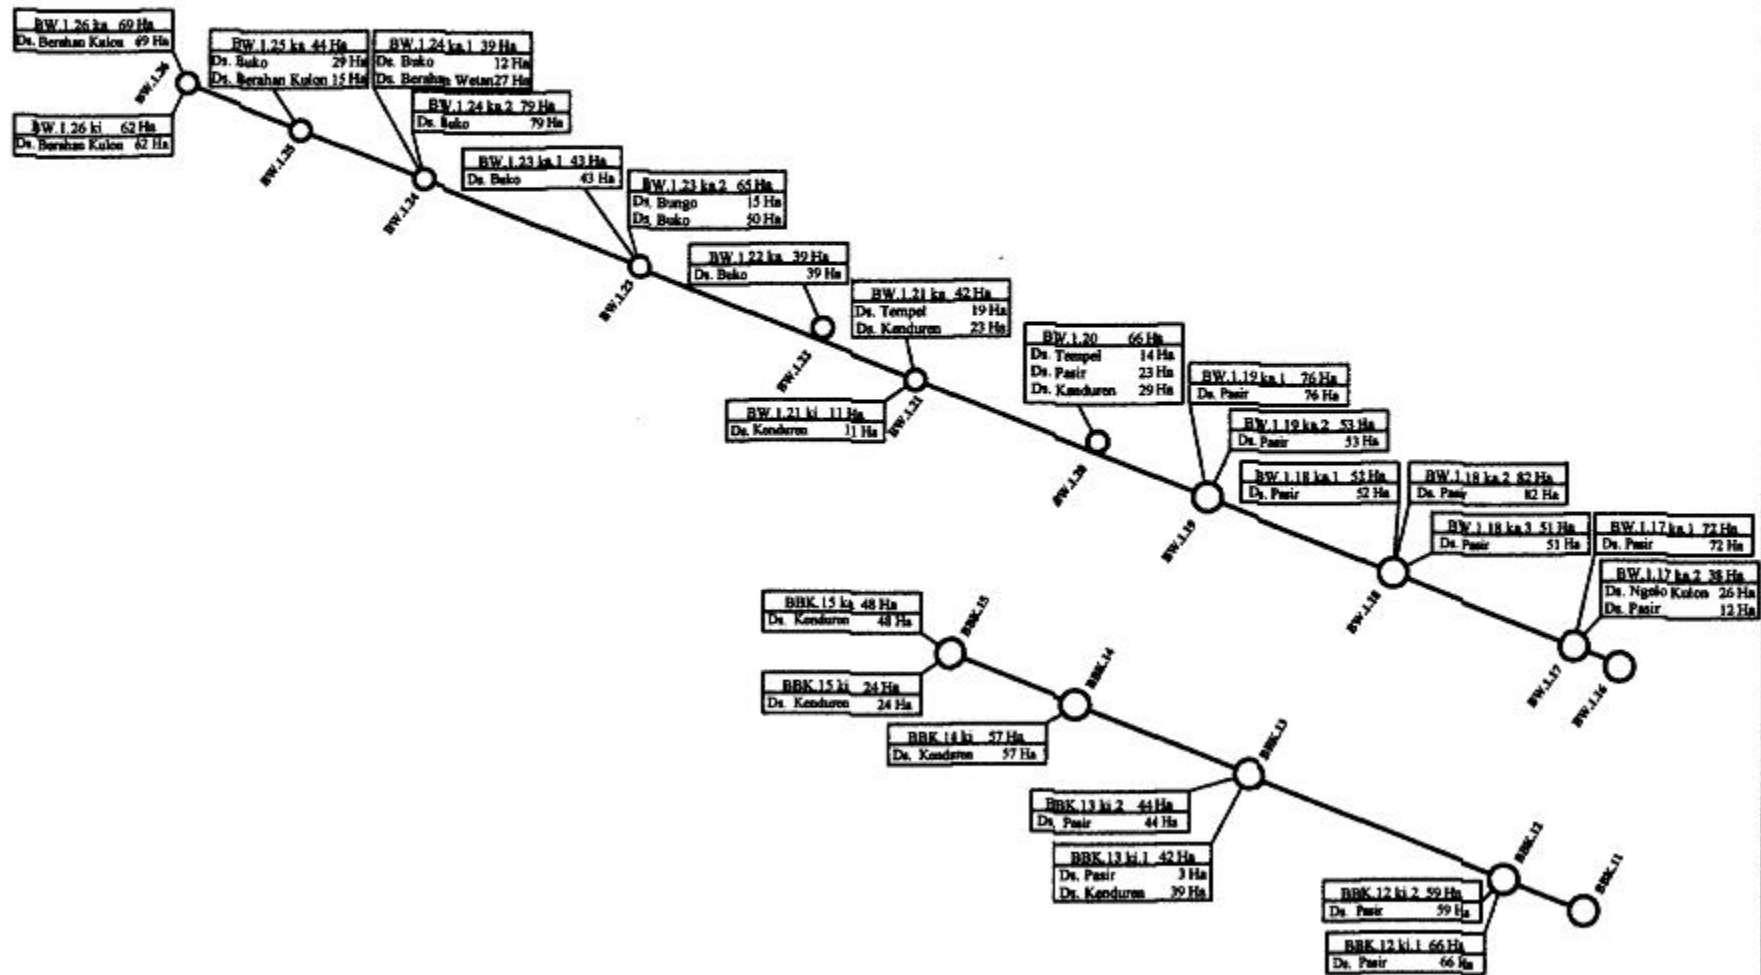 BW.1.26 ka 69 Ha
Ds. Berahan Kulon 69 Ha
BW.1.26
BW.1.26 ki 62 Ha
Ds. Berahan Kulon 62 Ha
BW.1.25 ka 44 Ha
Ds. Buko 29 Ha
Ds. Berahan Kulon 15 Ha
BW.1.25
BW.1.24 ka.1 39 Ha
Ds. Buko 12 Ha
Ds. Berahan Wetan 27 Ha
BW.1.24 ka.2 79 Ha
Ds. Buko 79 Ha
BW.1.24
BW.1.23 ka.1 43 Ha
Ds. Buko 43 Ha
BW.1.23 ka.2 65 Ha
Ds. Bungo 15 Ha
Ds. Buko 50 Ha
BW.1.23
BW.1.22 ka 39 Ha
Ds. Buko 39 Ha
BW.1.22
BW.1.21 ka 42 Ha
Ds. Tempel 19 Ha
Ds. Kenduren 23 Ha
BW.1.21 ki 11 Ha
Ds. Kenduren 11 Ha
BW.1.21
BW.1.20 66 Ha
Ds. Tempel 14 Ha
Ds. Pasir 23 Ha
Ds. Kenduren 29 Ha
BW.1.20
BW.1.19 ka.1 76 Ha
Ds. Pasir 76 Ha
BW.1.19 ka.2 53 Ha
Ds. Pasir 53 Ha
BW.1.19
BW.1.18 ka.1 52 Ha
Ds. Pasir 52 Ha
BW.1.18 ka.2 82 Ha
Ds. Pasir 82 Ha
BW.1.18 ka.3 51 Ha
Ds. Pasir 51 Ha
BW.1.18
BW.1.17 ka.1 72 Ha
Ds. Pasir 72 Ha
BW.1.17 ka.2 38 Ha
Ds. Ngelo Kulon 26 Ha
Ds. Pasir 12 Ha
BW.1.17
BW.1.16
BBK.15 ka 48 Ha
Ds. Kenduren 48 Ha
BBK.15
BBK.15 ki 24 Ha
Ds. Kenduren 24 Ha
BBK.14
BBK.14 ki 57 Ha
Ds. Kenduren 57 Ha
BBK.13
BBK.13 ki.2 44 Ha
Ds. Pasir 44 Ha
BBK.13 ki.1 42 Ha
Ds. Pasir 3 Ha
Ds. Kenduren 39 Ha
BBK.12
BBK.12 ki.2 59 Ha
Ds. Pasir 59 Ha
BBK.12 ki.1 66 Ha
Ds. Pasir 66 Ha
BBK.11